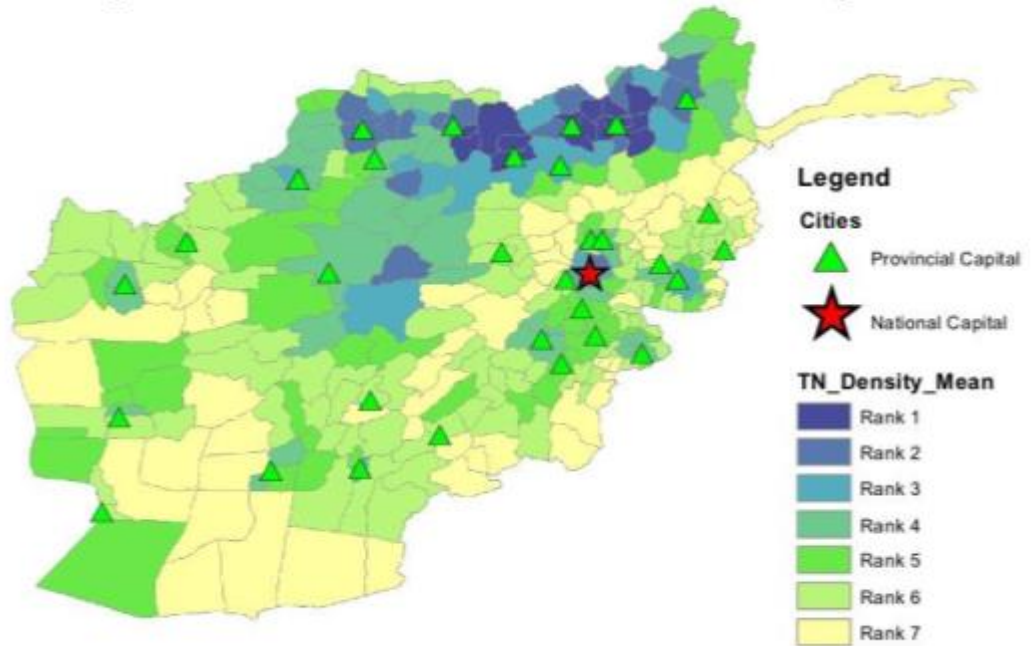 Legend
Cities
Provincial Capital
National Capital
TN_Density_Mean
Rank 1
Rank 2
Rank 3
Rank 4
Rank 5
Rank 6
Rank 7